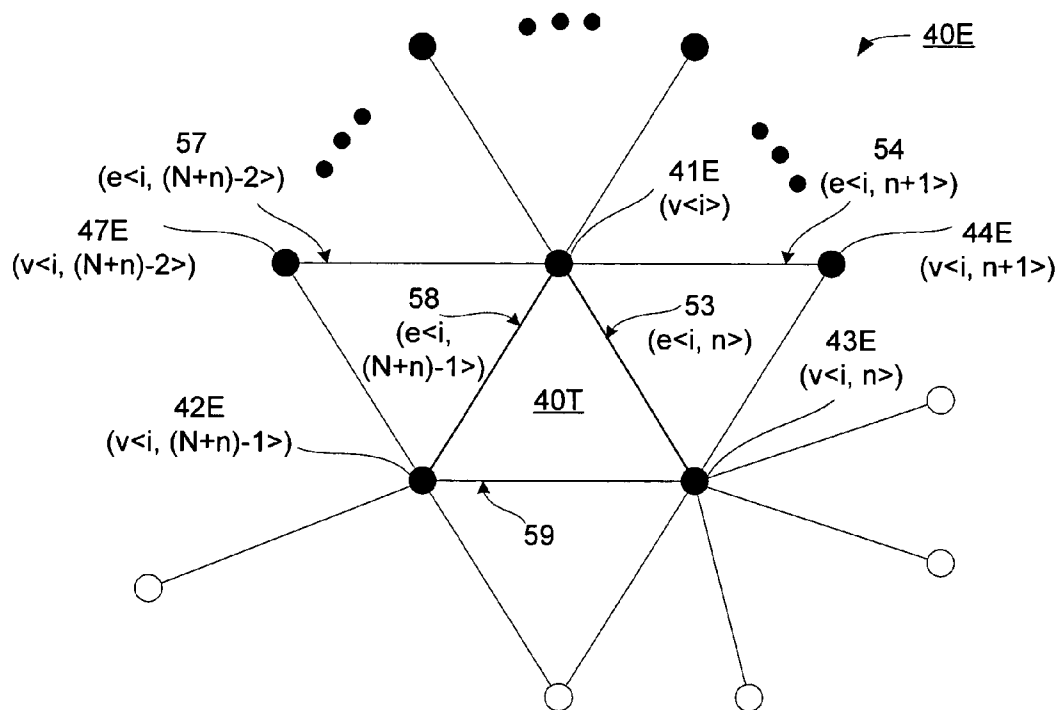 40E
57
(e<i, (N+n)-2>)
54
(e<i, n+1>)
41E
(v<i>)
47E
(v<i, (N+n)-2>)
44E
(v<i, n+1>)
58
(e<i,
(N+n)-1>)
53
(e<i, n>)
43E
(v<i, n>)
40T
42E
(v<i, (N+n)-1>)
59